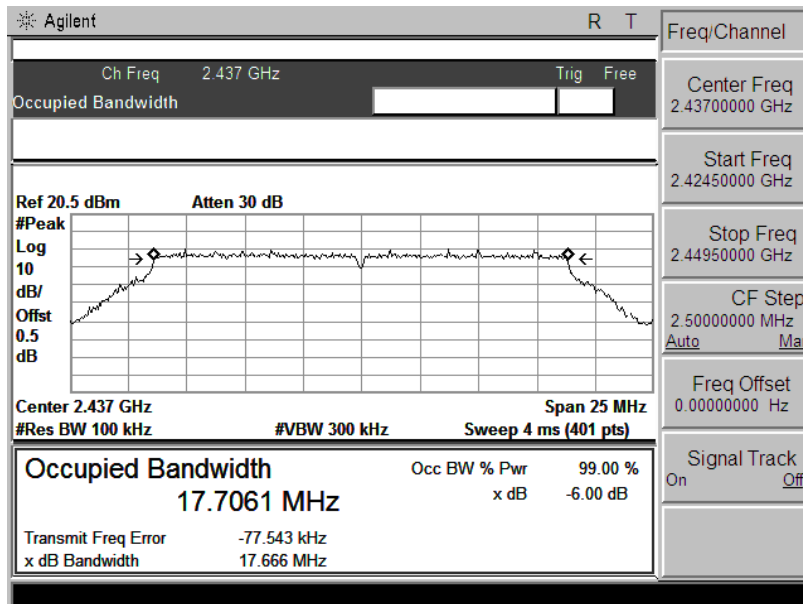 Agilent R T
Freq/Channel
Ch Freq 2.437 GHz Trig Free
Occupied Bandwidth
Center Freq
2.43700000 GHz
Start Freq
2.42450000 GHz
Stop Freq
2.44950000 GHz
CF Step
2.50000000 MHz
Auto Ma
Freq Offset
0.00000000 Hz
Signal Track
On Off
Ref 20.5 dBm Atten 30 dB
#Peak
Log
10
dB/
Offst
0.5
dB
Center 2.437 GHz Span 25 MHz
#Res BW 100 kHz #VBW 300 kHz Sweep 4 ms (401 pts)
Occupied Bandwidth Occ BW % Pwr 99.00 %
17.7061 MHz x dB -6.00 dB
Transmit Freq Error -77.543 kHz
x dB Bandwidth 17.666 MHz